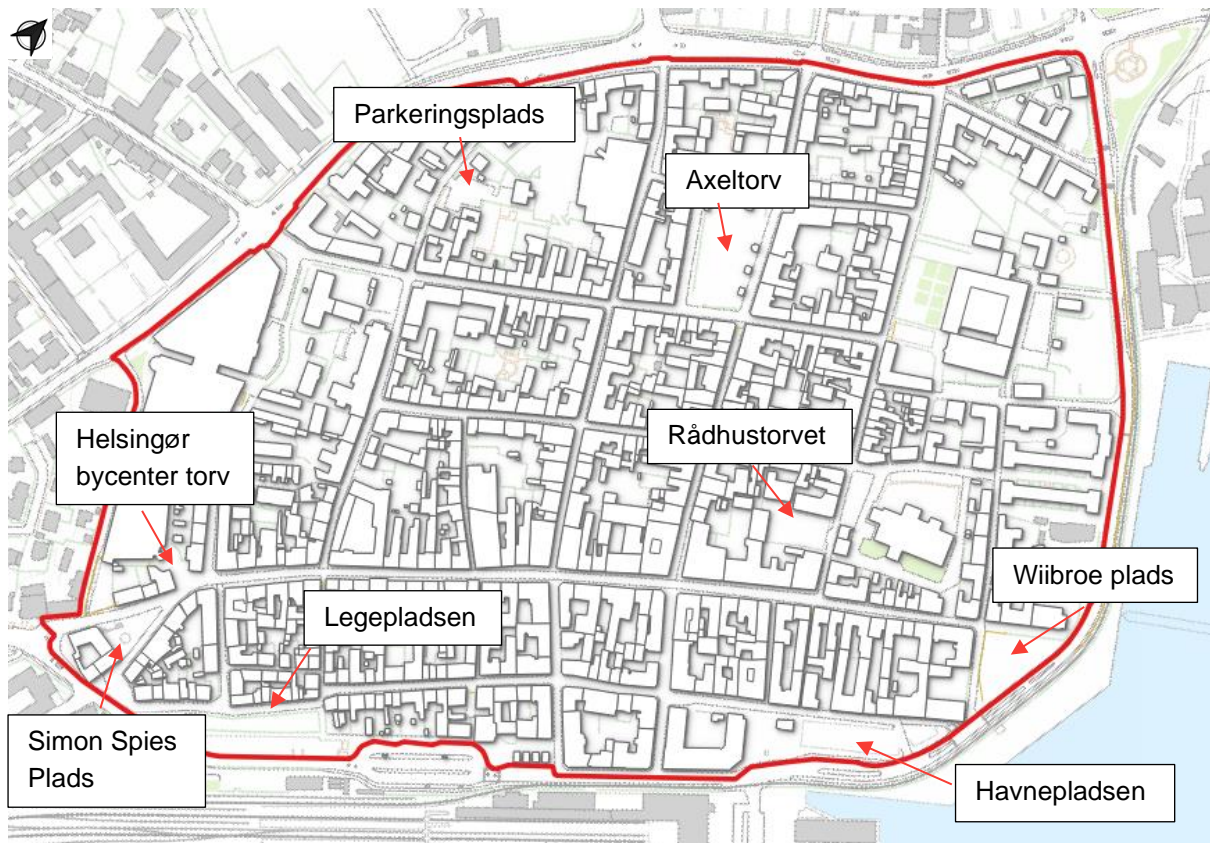 Parkeringsplads
Axeltorv
Helsingør
bycenter torv
Rådhustorvet
Wiibroe plads
Legepladsen
Simon Spies
Plads
Havnepladsen